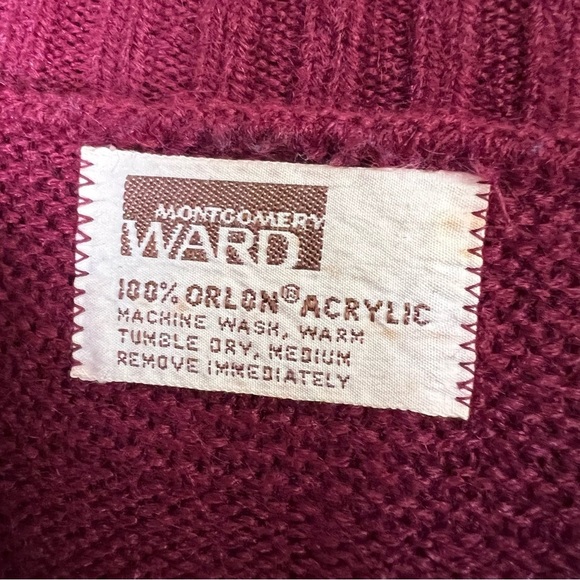 MONTGOMERY
WARD
100% ORLON® ACRYLIC
MACHINE WASH, WARM
TUMBLE DRY, MEDIUM
REMOVE IMMEDIATELY